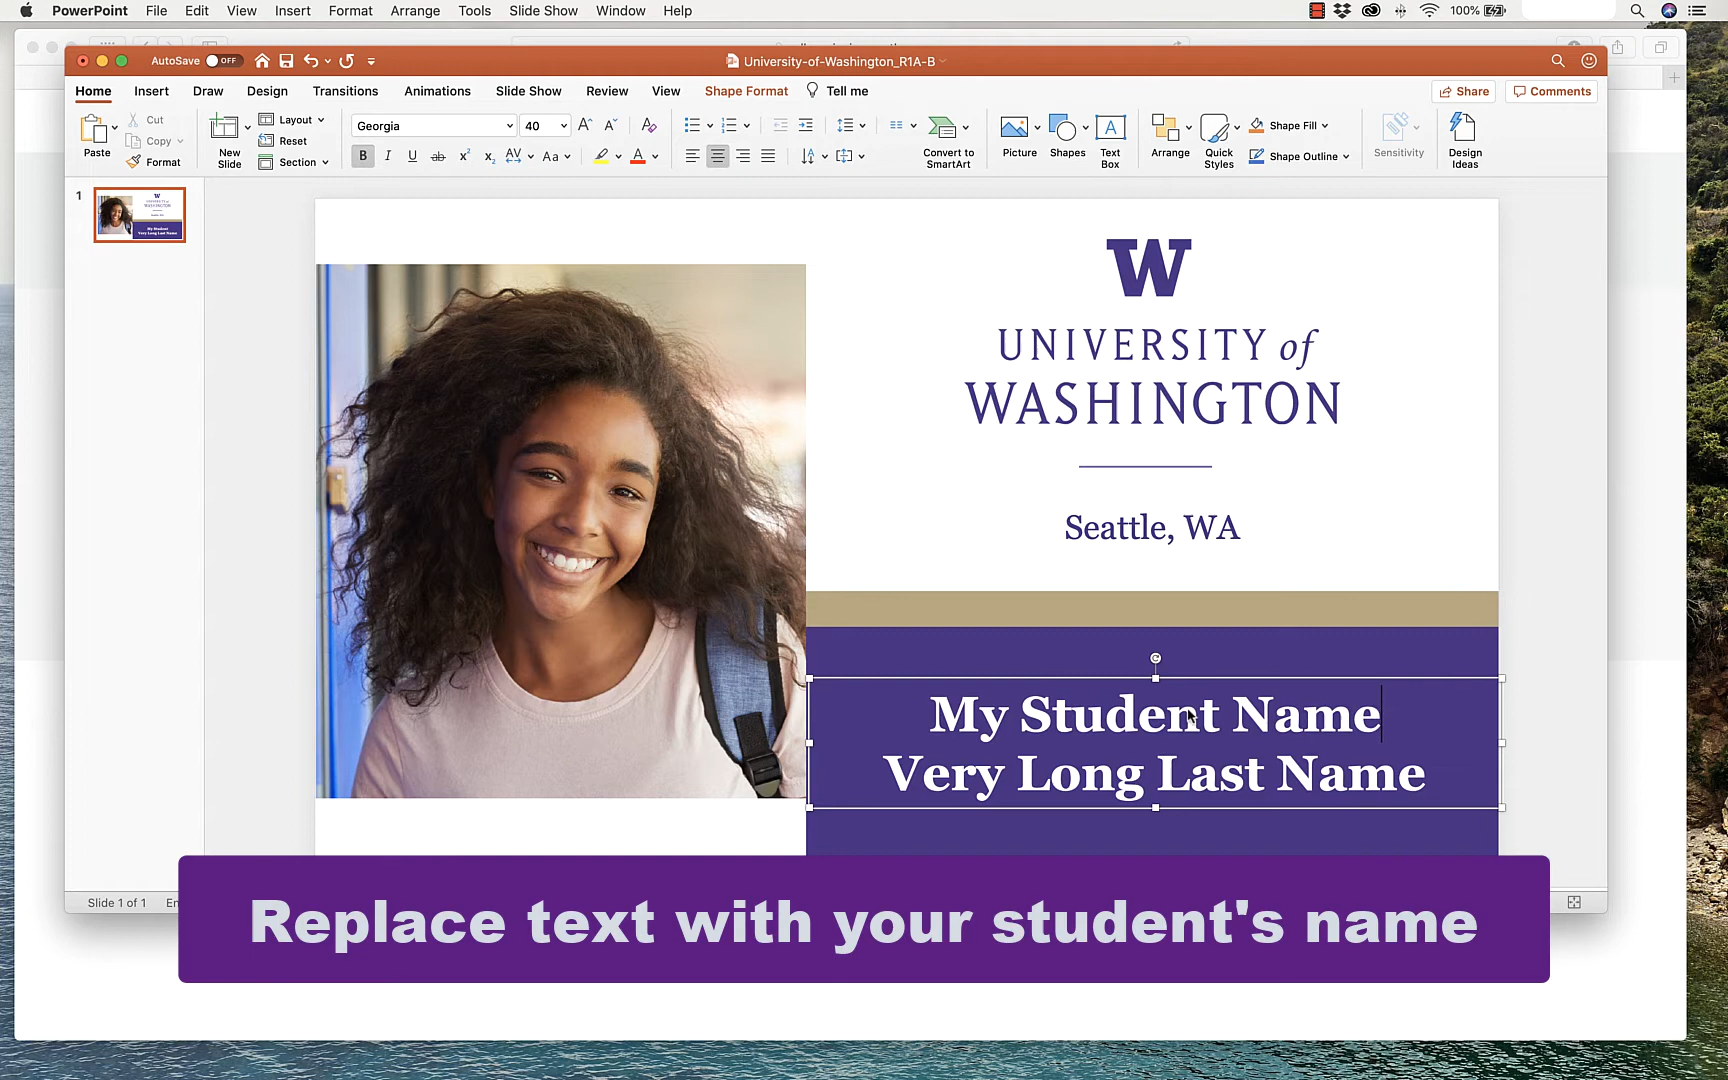 PowerPoint File Edit View Insert Format Arrange Tools Slide Show Window Help 100%
AutoSave OFF University-of-Washington_R1A-B
Home Insert Draw Design Transitions Animations Slide Show Review View Shape Format Tell me Share Comments
Paste Cut Copy Format
New Slide Layout Reset Section
Georgia 40
Convert to SmartArt
Picture Shapes Text Box
Arrange Quick Styles Shape Fill Shape Outline
Sensitivity Design Ideas
1
W
UNIVERSITY of
WASHINGTON
Seattle, WA
My Student Name
Very Long Last Name
Slide 1 of 1
Replace text with your student's name